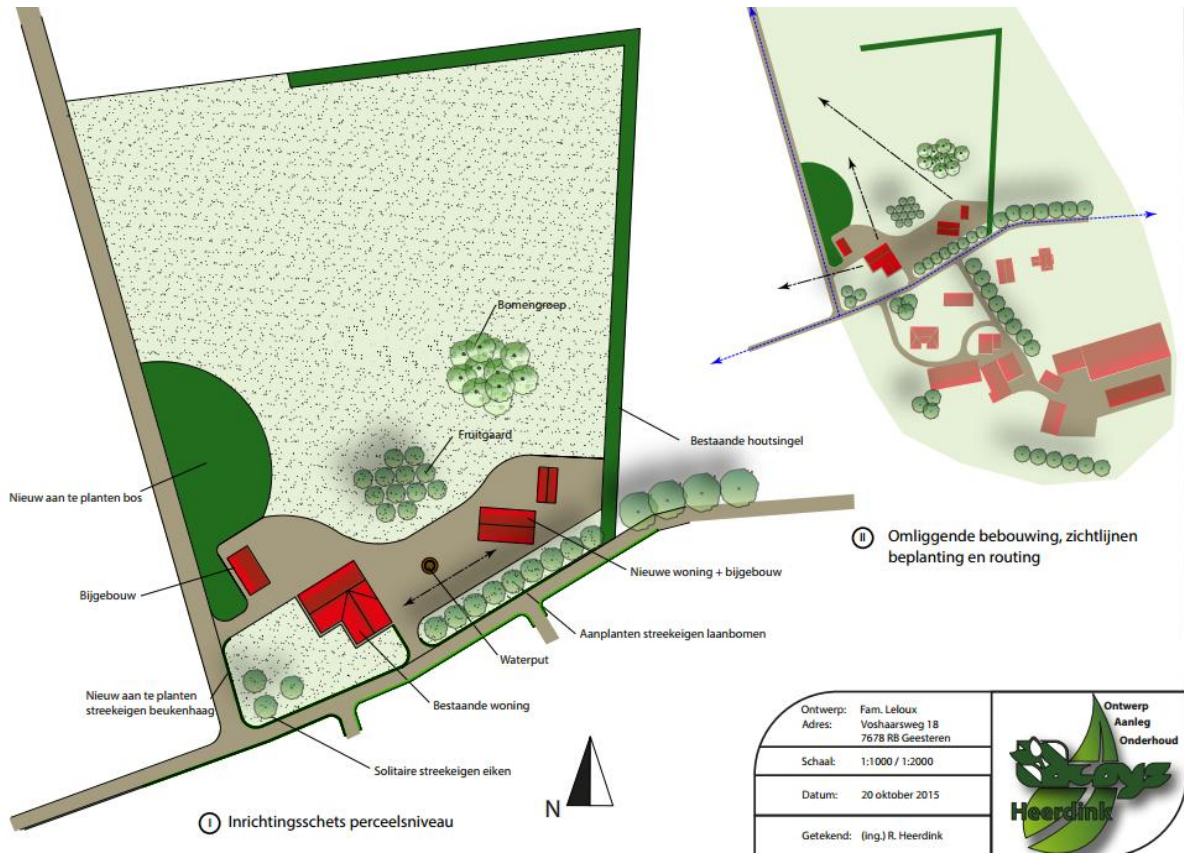 Bomengroep
Fruitgaard
Bestaande houtsingel
Nieuw aan te planten bos
Bijgebouw
Nieuwe woning + bijgebouw
Aanplanten streekeigen laanbomen
Waterput
Nieuw aan te planten
streekeigen beukenhaag
Bestaande woning
Solitaire streekeigen eiken
N
I Inrichtingsschets perceelsniveau
II Omliggende bebouwing, zichtlijnen
beplanting en routing
Ontwerp: Fam. Leloux
Adres: Voshaarsweg 18
7678 RB Geesteren
Schaal: 1:1000 / 1:2000
Datum: 20 oktober 2015
Getekend: (ing.) R. Heerdink
Ontwerp
Aanleg
Onderhoud
Heerdink